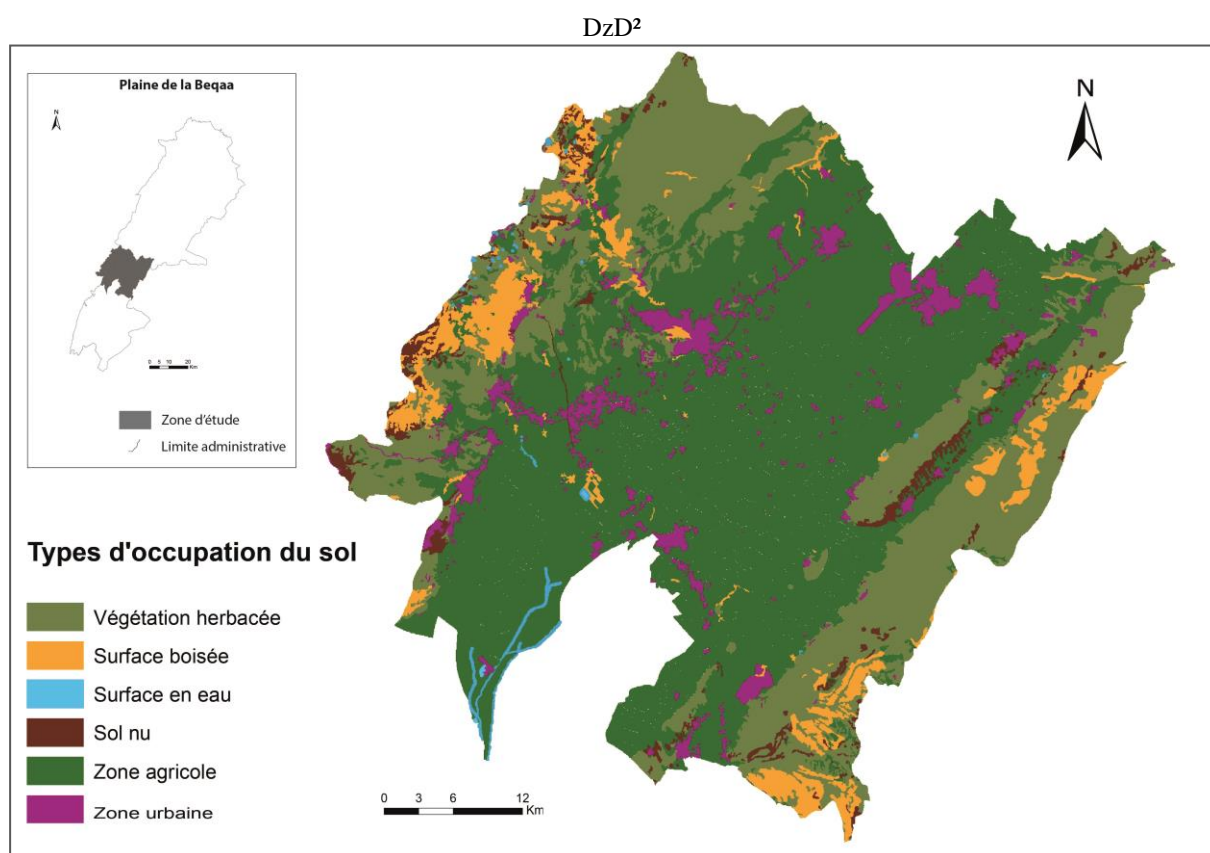 DzD²
Plaine de la Beqaa
N
0 5 10 20
Km
Zone d'étude
Limite administrative
N
Types d'occupation du sol
Végétation herbacée
Surface boisée
Surface en eau
Sol nu
Zone agricole
Zone urbaine
0 3 6 12
Km